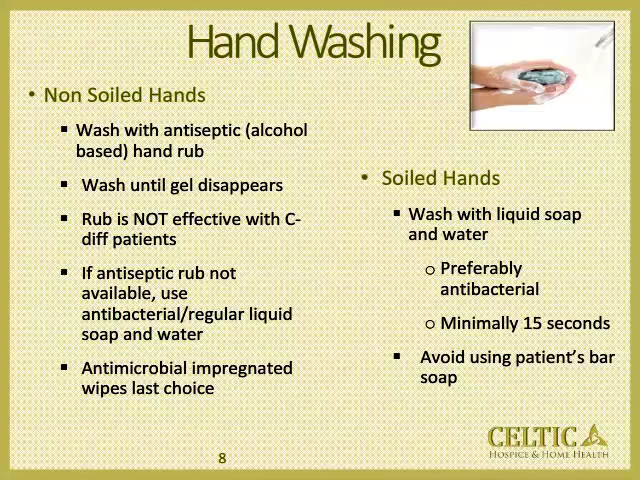 Hand Washing
• Non Soiled Hands
▪ Wash with antiseptic (alcohol
based) hand rub
▪ Wash until gel disappears
▪ Rub is NOT effective with C-
diff patients
▪ If antiseptic rub not
available, use
antibacterial/regular liquid
soap and water
▪ Antimicrobial impregnated
wipes last choice
• Soiled Hands
▪ Wash with liquid soap
and water
o Preferably
antibacterial
o Minimally 15 seconds
▪ Avoid using patient’s bar
soap
CELTIC
HOSPICE & HOME HEALTH
8